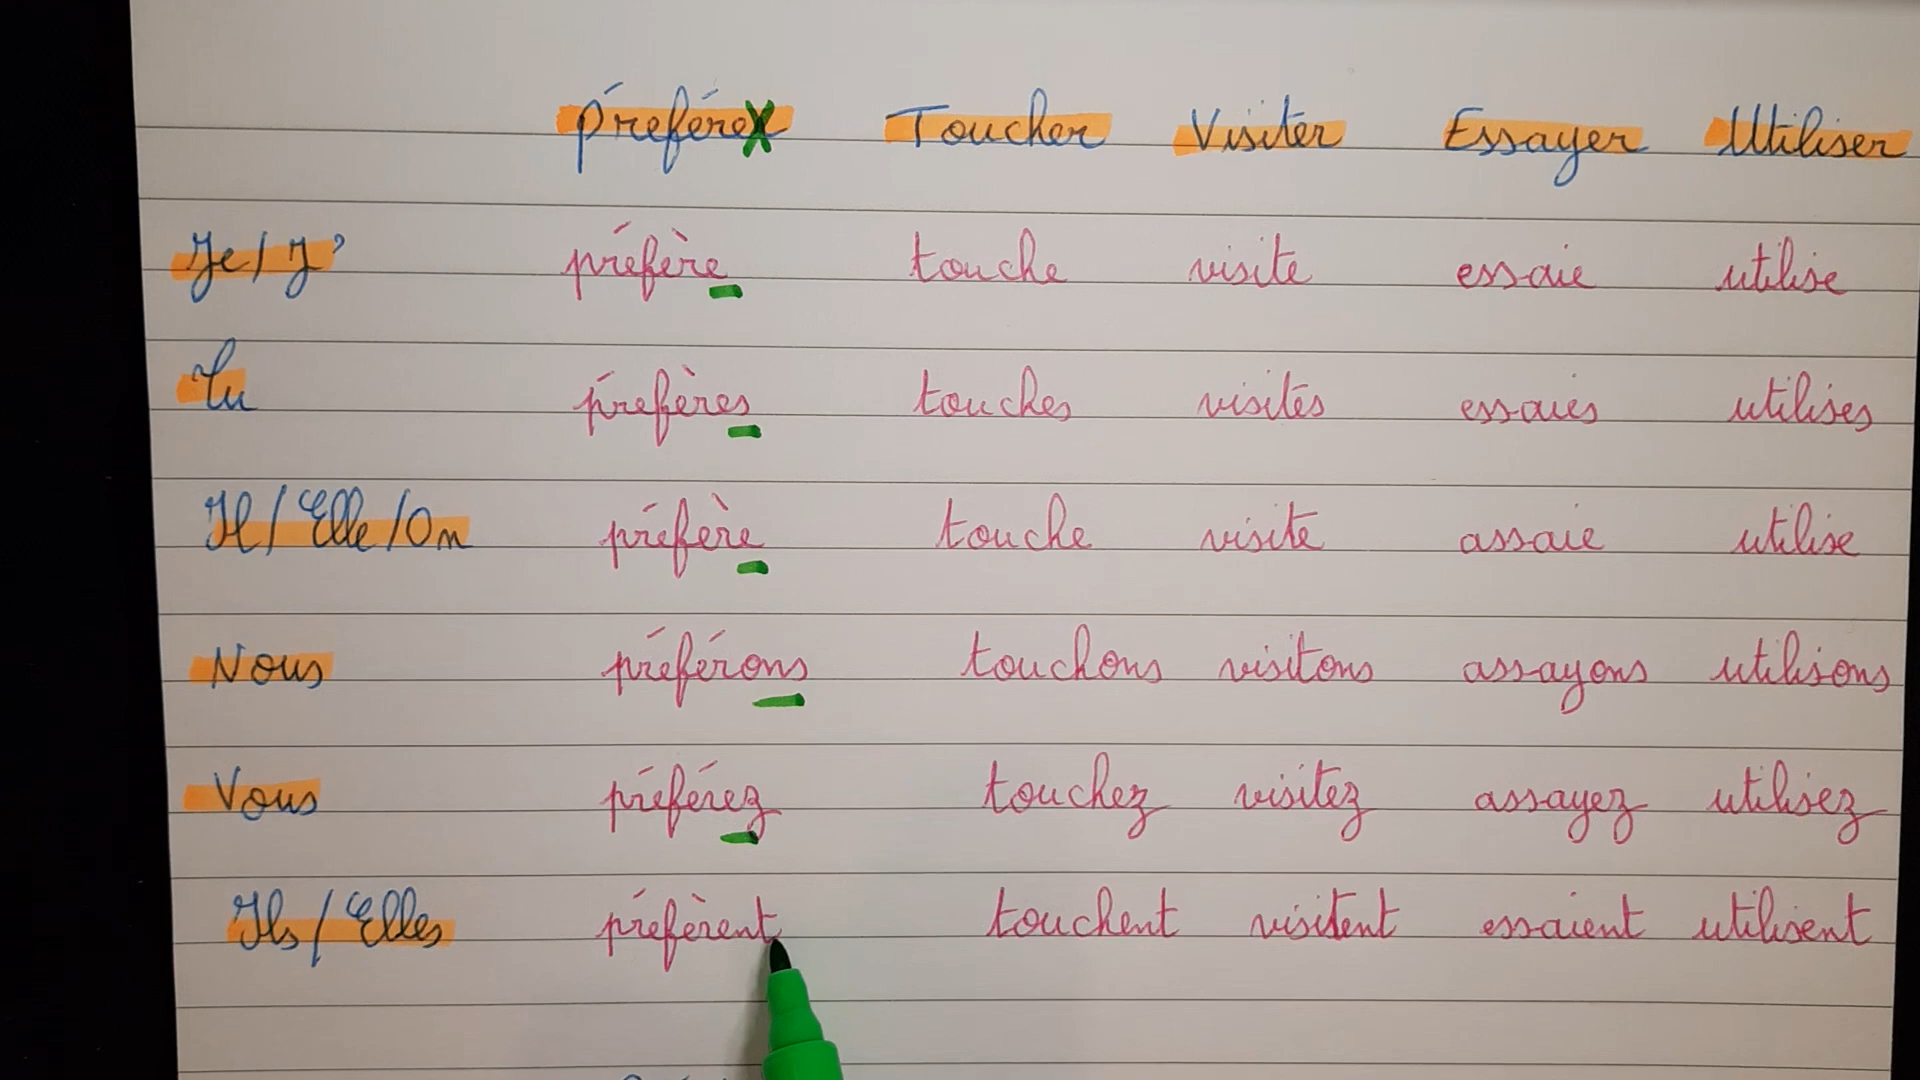 Préférer Toucher Visiter Essayer Utiliser
Je / J' préfère touche visite essaie utilise
Tu préfères touches visites essaies utilises
Il / Elle / On préfère touche visite assaie utilise
Nous préférons touchons visitons assayons utilisons
Vous préférez touchez visitez assayez utilisez
Ils / Elles préfèrent touchent visitent essaient utilisent